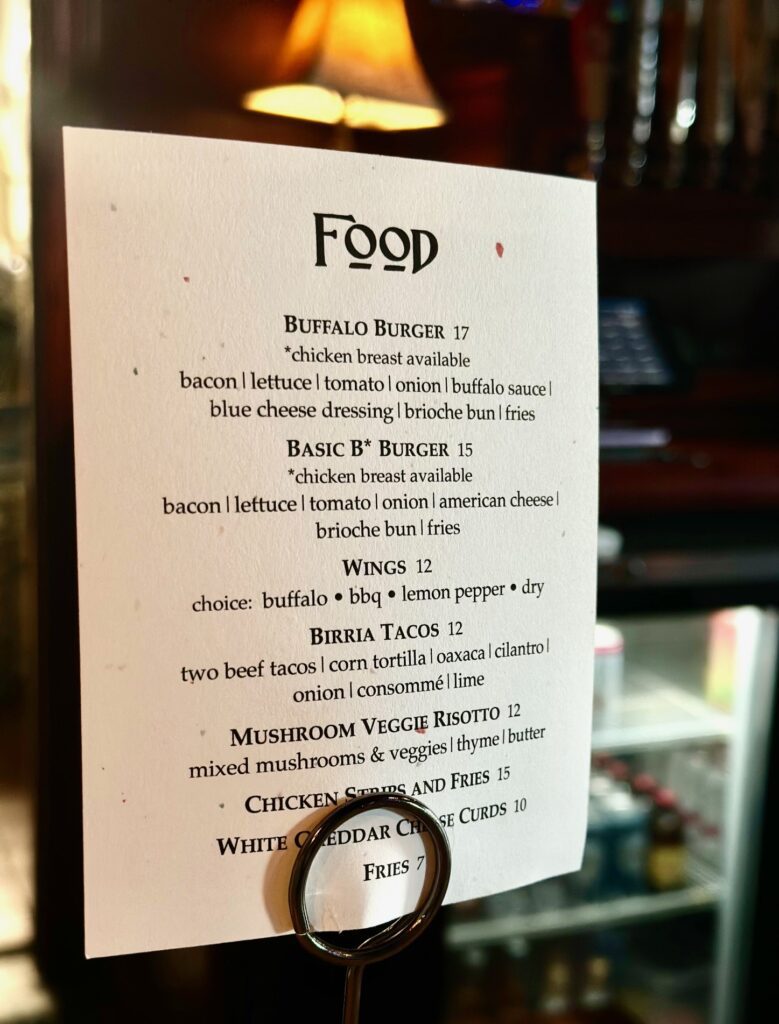 FOOD
BUFFALO BURGER 17
*chicken breast available
bacon | lettuce | tomato | onion | buffalo sauce |
blue cheese dressing | brioche bun | fries
BASIC B* BURGER 15
*chicken breast available
bacon | lettuce | tomato | onion | american cheese |
brioche bun | fries
WINGS 12
choice: buffalo • bbq • lemon pepper • dry
BIRRIA TACOS 12
two beef tacos | corn tortilla | oaxaca | cilantro |
onion | consommé | lime
MUSHROOM VEGGIE RISOTTO 12
mixed mushrooms & veggies | thyme | butter
CHICKEN STRIPS AND FRIES 15
WHITE CHEDDAR CHEESE CURDS 10
FRIES 7